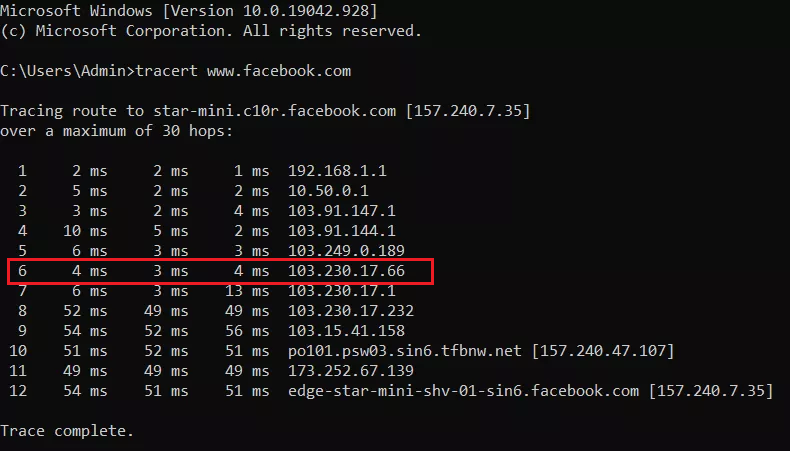 Microsoft Windows [Version 10.0.19042.928]
(c) Microsoft Corporation. All rights reserved.
C:\Users\Admin>tracert www.facebook.com
Tracing route to star-mini.c10r.facebook.com [157.240.7.35]
over a maximum of 30 hops:
1 2 ms 2 ms 1 ms 192.168.1.1
2 5 ms 2 ms 2 ms 10.50.0.1
3 3 ms 2 ms 4 ms 103.91.147.1
4 10 ms 5 ms 2 ms 103.91.144.1
5 6 ms 3 ms 3 ms 103.249.0.189
6 4 ms 3 ms 4 ms 103.230.17.66
7 6 ms 3 ms 13 ms 103.230.17.1
8 52 ms 49 ms 49 ms 103.230.17.232
9 54 ms 52 ms 56 ms 103.15.41.158
10 51 ms 52 ms 51 ms po101.psw03.sin6.tfbnw.net [157.240.47.107]
11 49 ms 49 ms 49 ms 173.252.67.139
12 54 ms 51 ms 51 ms edge-star-mini-shv-01-sin6.facebook.com [157.240.7.35]
Trace complete.